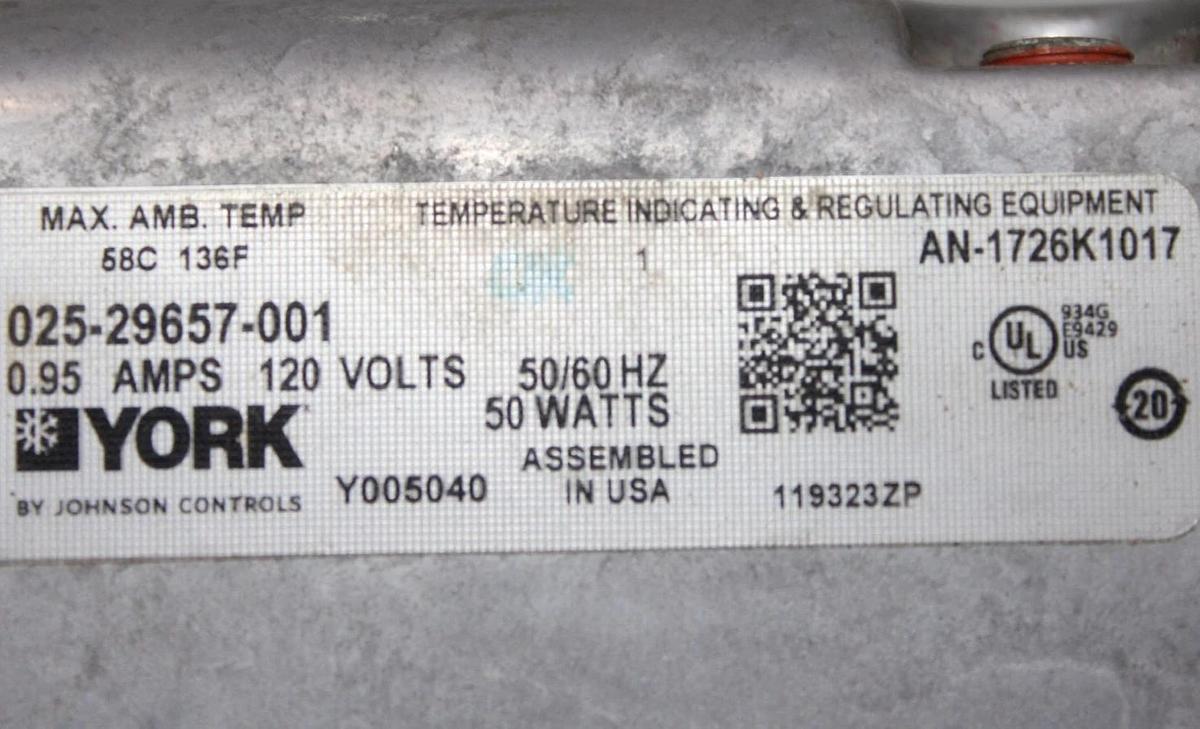 MAX. AMB. TEMP
58C 136F
TEMPERATURE INDICATING & REGULATING EQUIPMENT
1
AN-1726K1017
025-29657-001
0.95 AMPS 120 VOLTS 50/60 HZ
50 WATTS
YORK
BY JOHNSON CONTROLS
Y005040
ASSEMBLED
IN USA
119323ZP
C UL US
LISTED
934G
E9429
20